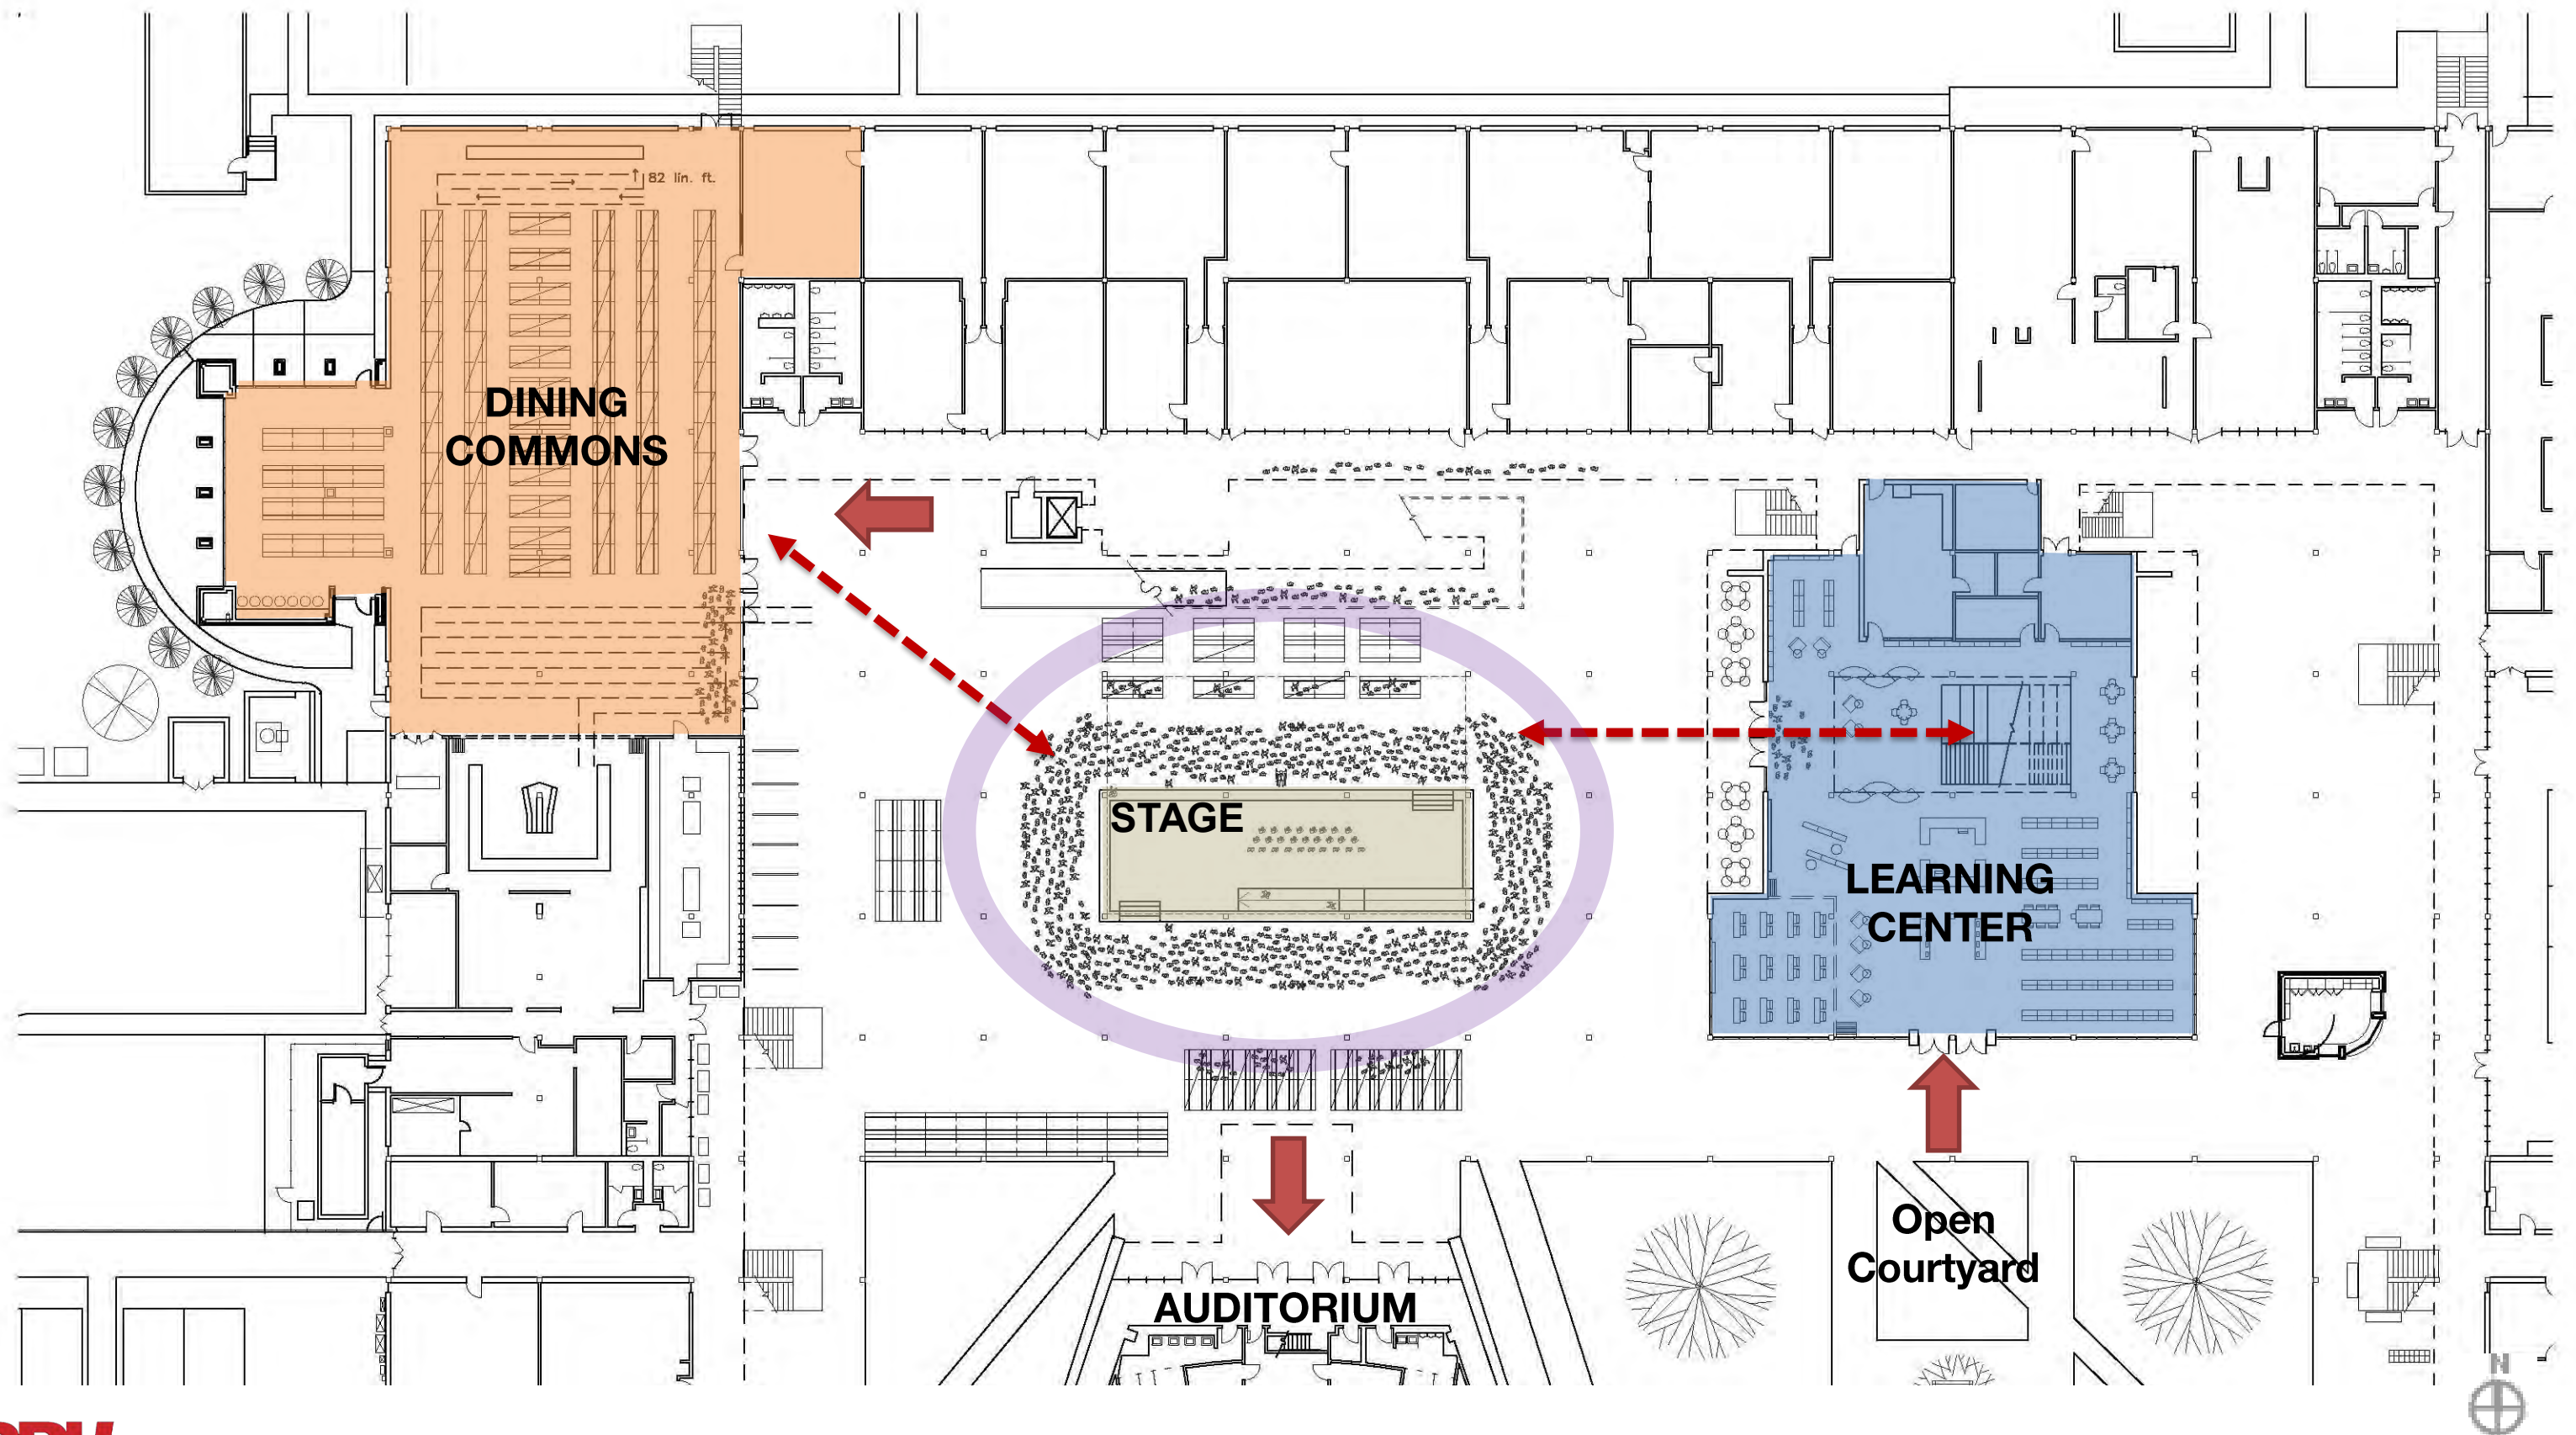 82 lin. ft.
DINING
COMMONS
STAGE
LEARNING
CENTER
Open
Courtyard
AUDITORIUM
N